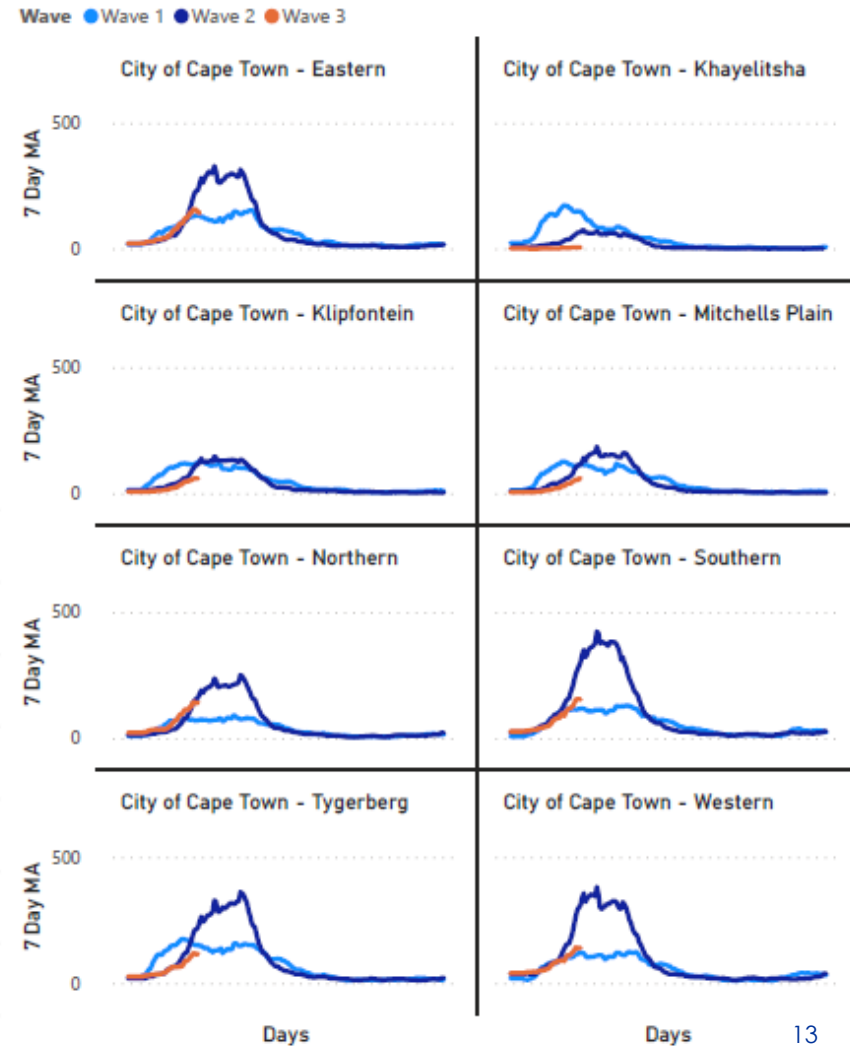 Wave Wave 1 Wave 2 Wave 3
City of Cape Town - Eastern
City of Cape Town - Khayelitsha
7 Day MA
500
0
City of Cape Town - Klipfontein
City of Cape Town - Mitchells Plain
7 Day MA
500
0
City of Cape Town - Northern
City of Cape Town - Southern
7 Day MA
500
0
City of Cape Town - Tygerberg
City of Cape Town - Western
7 Day MA
500
0
Days
Days
13